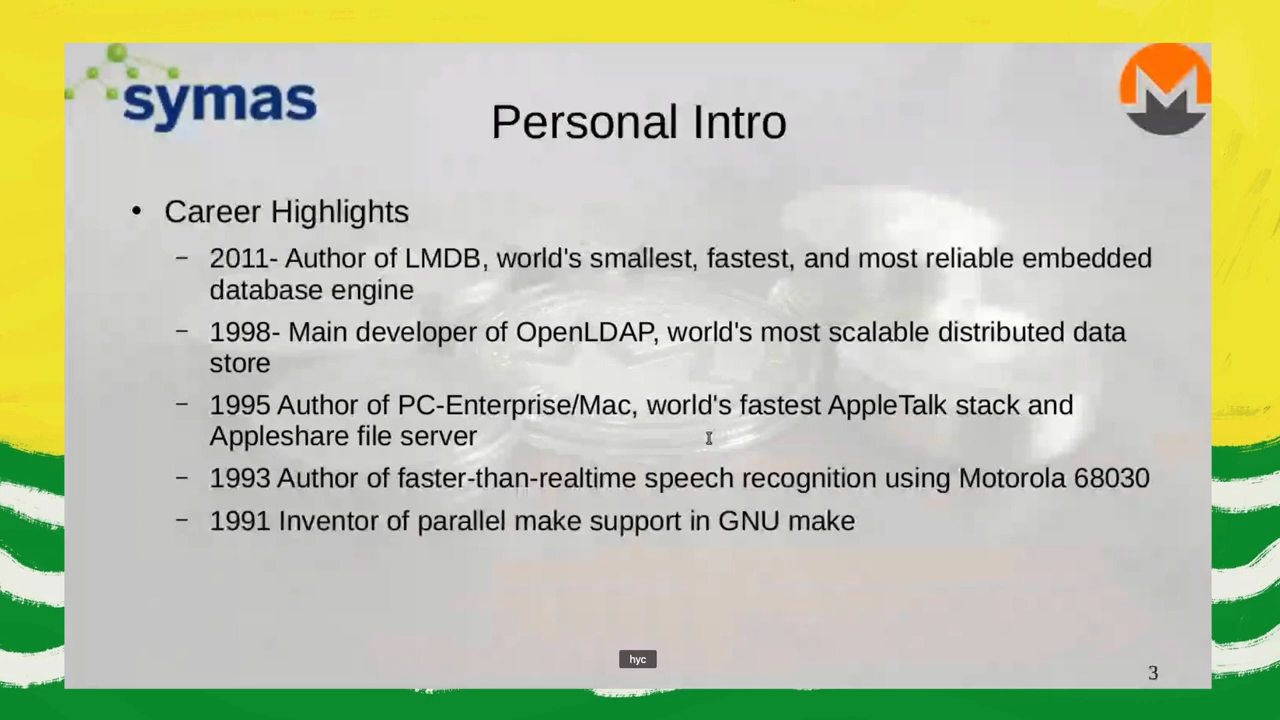 symas
Personal Intro
• Career Highlights
– 2011- Author of LMDB, world's smallest, fastest, and most reliable embedded
database engine
– 1998- Main developer of OpenLDAP, world's most scalable distributed data
store
– 1995 Author of PC-Enterprise/Mac, world's fastest AppleTalk stack and
Appleshare file server
– 1993 Author of faster-than-realtime speech recognition using Motorola 68030
– 1991 Inventor of parallel make support in GNU make
hyc
3